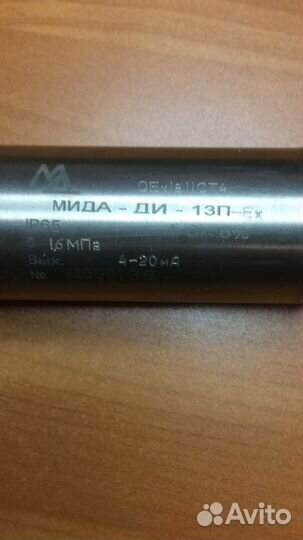 0ExiaIICT4
МИДА - ДИ - 13П-Ex
IP65
0 1,6 МПа
Вых. 4-20 мА
№
Avito